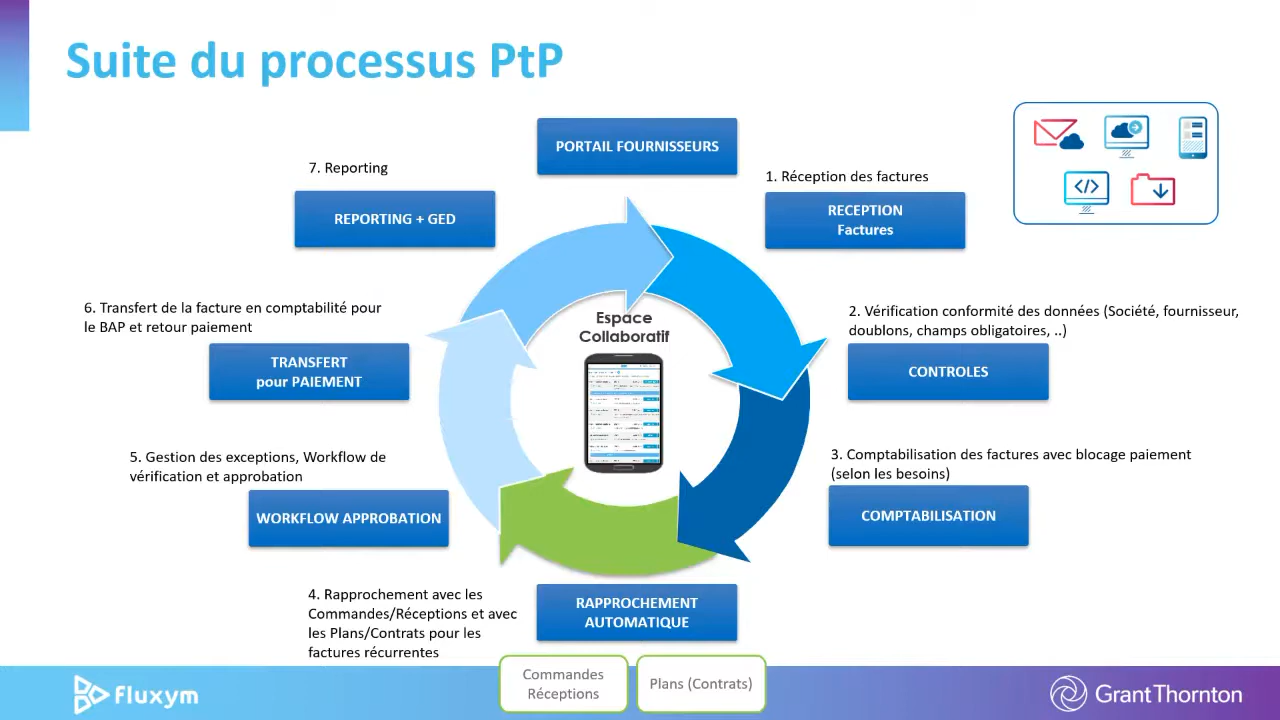 Suite du processus PtP
PORTAIL FOURNISSEURS
1. Réception des factures
RECEPTION
Factures
2. Vérification conformité des données (Société, fournisseur,
doublons, champs obligatoires, ..)
CONTROLES
3. Comptabilisation des factures avec blocage paiement
(selon les besoins)
COMPTABILISATION
4. Rapprochement avec les
Commandes/Réceptions et avec
les Plans/Contrats pour les
factures récurrentes
RAPPROCHEMENT
AUTOMATIQUE
Commandes
Réceptions
Plans (Contrats)
5. Gestion des exceptions, Workflow de
vérification et approbation
WORKFLOW APPROBATION
6. Transfert de la facture en comptabilité pour
le BAP et retour paiement
TRANSFERT
pour PAIEMENT
7. Reporting
REPORTING + GED
Espace
Collaboratif
</>
Fluxym
GrantThornton